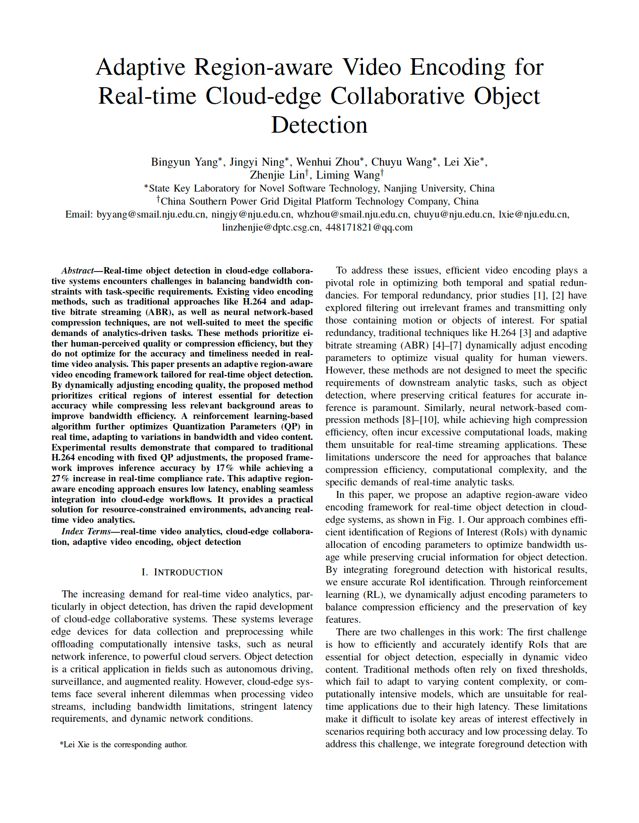 Adaptive Region-aware Video Encoding for
Real-time Cloud-edge Collaborative Object
Detection
Bingyun Yang*, Jingyi Ning*, Wenhui Zhou*, Chuyu Wang*, Lei Xie*,
Zhenjie Lin†, Liming Wang†
*State Key Laboratory for Novel Software Technology, Nanjing University, China
†China Southern Power Grid Digital Platform Technology Company, China
Email: byyang@smail.nju.edu.cn, ningjy@nju.edu.cn, whzhou@smail.nju.edu.cn, chuyu@nju.edu.cn, lxie@nju.edu.cn,
linzhenjie@dptc.csg.cn, 448171821@qq.com
Abstract—Real-time object detection in cloud-edge collabora-
tive systems encounters challenges in balancing bandwidth con-
straints with task-specific requirements. Existing video encoding
methods, such as traditional approaches like H.264 and adap-
tive bitrate streaming (ABR), as well as neural network-based
compression techniques, are not well-suited to meet the specific
demands of analytics-driven tasks. These methods prioritize ei-
ther human-perceived quality or compression efficiency, but they
do not optimize for the accuracy and timeliness needed in real-
time video analysis. This paper presents an adaptive region-aware
video encoding framework tailored for real-time object detection.
By dynamically adjusting encoding quality, the proposed method
prioritizes critical regions of interest essential for detection
accuracy while compressing less relevant background areas to
improve bandwidth efficiency. A reinforcement learning-based
algorithm further optimizes Quantization Parameters (QP) in
real time, adapting to variations in bandwidth and video content.
Experimental results demonstrate that compared to traditional
H.264 encoding with fixed QP adjustments, the proposed frame-
work improves inference accuracy by 17% while achieving a
27% increase in real-time compliance rate. This adaptive region-
aware encoding approach ensures low latency, enabling seamless
integration into cloud-edge workflows. It provides a practical
solution for resource-constrained environments, advancing real-
time video analytics.
Index Terms—real-time video analytics, cloud-edge collabora-
tion, adaptive video encoding, object detection
I. Introduction
The increasing demand for real-time video analytics, par-
ticularly in object detection, has driven the rapid development
of cloud-edge collaborative systems. These systems leverage
edge devices for data collection and preprocessing while
offloading computationally intensive tasks, such as neural
network inference, to powerful cloud servers. Object detection
is a critical application in fields such as autonomous driving,
surveillance, and augmented reality. However, cloud-edge sys-
tems face several inherent dilemmas when processing video
streams, including bandwidth limitations, stringent latency
requirements, and dynamic network conditions.
*Lei Xie is the corresponding author.
To address these issues, efficient video encoding plays a
pivotal role in optimizing both temporal and spatial redun-
dancies. For temporal redundancy, prior studies [1], [2] have
explored filtering out irrelevant frames and transmitting only
those containing motion or objects of interest. For spatial
redundancy, traditional techniques like H.264 [3] and adaptive
bitrate streaming (ABR) [4]–[7] dynamically adjust encoding
parameters to optimize visual quality for human viewers.
However, these methods are not designed to meet the specific
requirements of downstream analytic tasks, such as object
detection, where preserving critical features for accurate in-
ference is paramount. Similarly, neural network-based com-
pression methods [8]–[10], while achieving high compression
efficiency, often incur excessive computational loads, making
them unsuitable for real-time streaming applications. These
limitations underscore the need for approaches that balance
compression efficiency, computational complexity, and the
specific demands of real-time analytic tasks.
In this paper, we propose an adaptive region-aware video
encoding framework for real-time object detection in cloud-
edge systems, as shown in Fig. 1. Our approach combines effi-
cient identification of Regions of Interest (RoIs) with dynamic
allocation of encoding parameters to optimize bandwidth us-
age while preserving crucial information for object detection.
By integrating foreground detection with historical results,
we ensure accurate RoI identification. Through reinforcement
learning (RL), we dynamically adjust encoding parameters to
balance compression efficiency and the preservation of key
features.
There are two challenges in this work: The first challenge
is how to efficiently and accurately identify RoIs that are
essential for object detection, especially in dynamic video
content. Traditional methods often rely on fixed thresholds,
which fail to adapt to varying content complexity, or com-
putationally intensive models, which are unsuitable for real-
time applications due to their high latency. These limitations
make it difficult to isolate key areas of interest effectively in
scenarios requiring both accuracy and low processing delay. To
address this challenge, we integrate foreground detection with